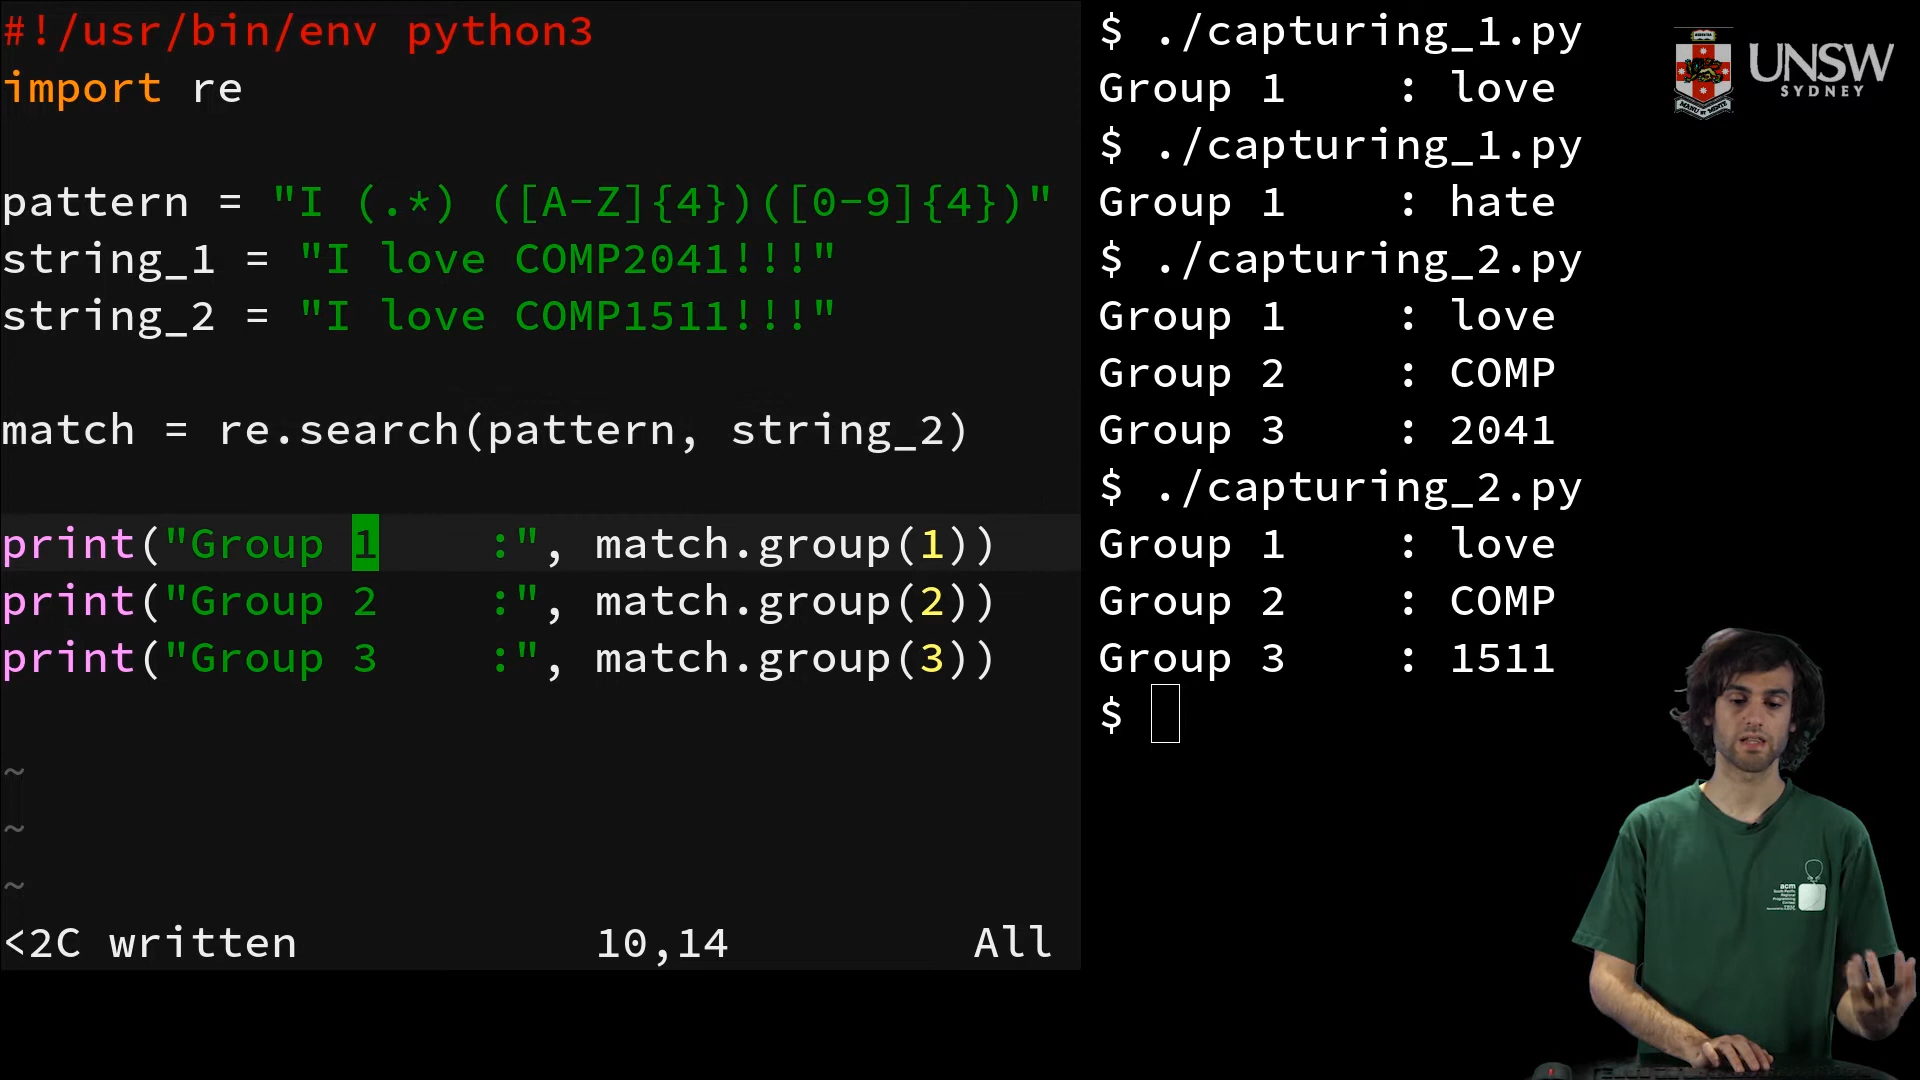 #!/usr/bin/env python3
import re
pattern = "I (.*) ([A-Z]{4})([0-9]{4})"
string_1 = "I love COMP2041!!!"
string_2 = "I love COMP1511!!!"
match = re.search(pattern, string_2)
print("Group 1    :", match.group(1))
print("Group 2    :", match.group(2))
print("Group 3    :", match.group(3))
~
~
~
<2C written 10,14 All
$ ./capturing_1.py
Group 1    : love
$ ./capturing_1.py
Group 1    : hate
$ ./capturing_2.py
Group 1    : love
Group 2    : COMP
Group 3    : 2041
$ ./capturing_2.py
Group 1    : love
Group 2    : COMP
Group 3    : 1511
$
UNSW
SYDNEY
acm